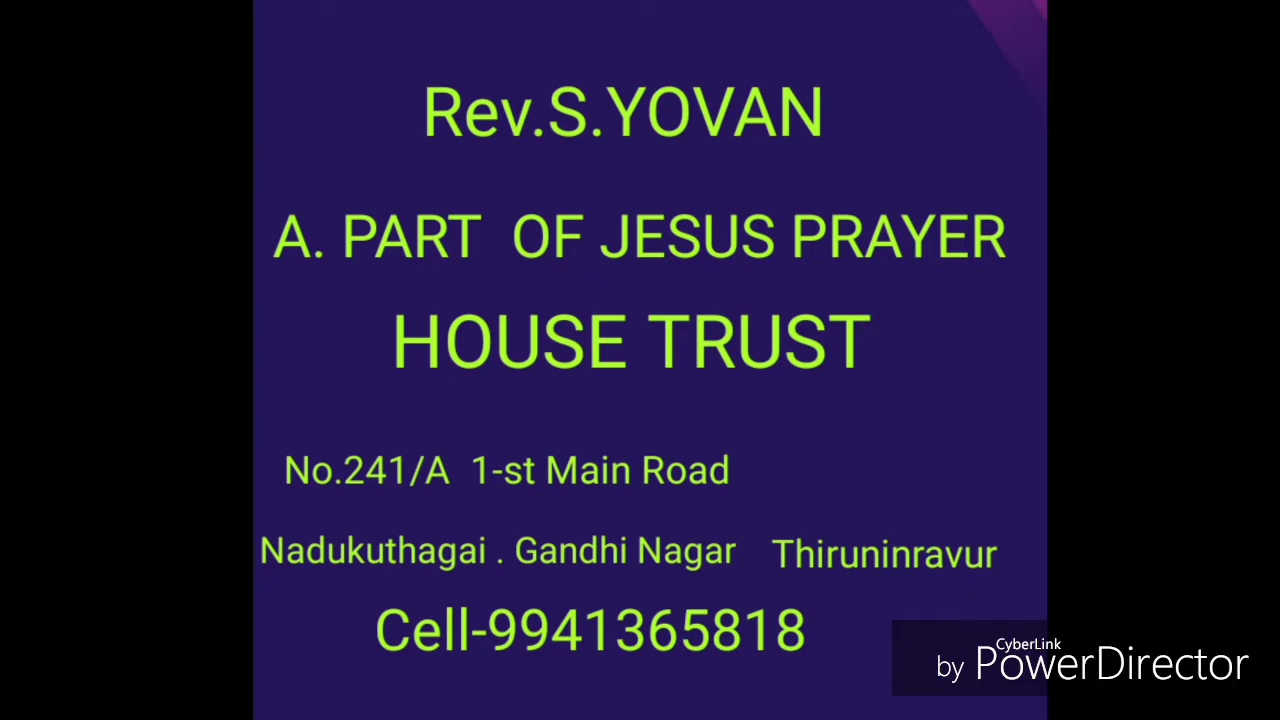 Rev.S.YOVAN
A. PART OF JESUS PRAYER
HOUSE TRUST
No.241/A 1-st Main Road
Nadukuthagai . Gandhi Nagar Thiruninravur
Cell-9941365818
CyberLink
by PowerDirector